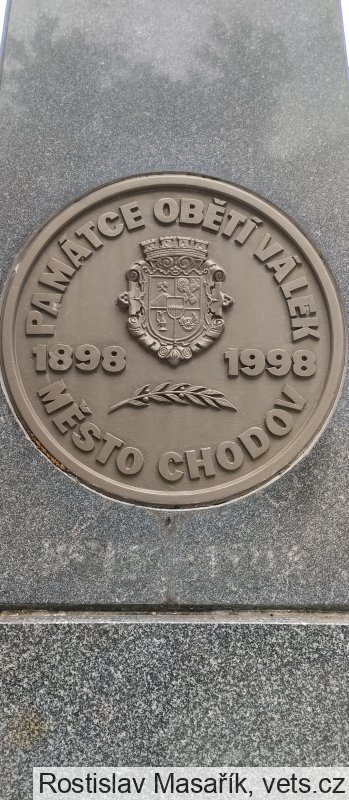 PAMÁTCE OBĚTÍ VÁLEK
1898 1998
MĚSTO CHODOV
Rostislav Masařík, vets.cz